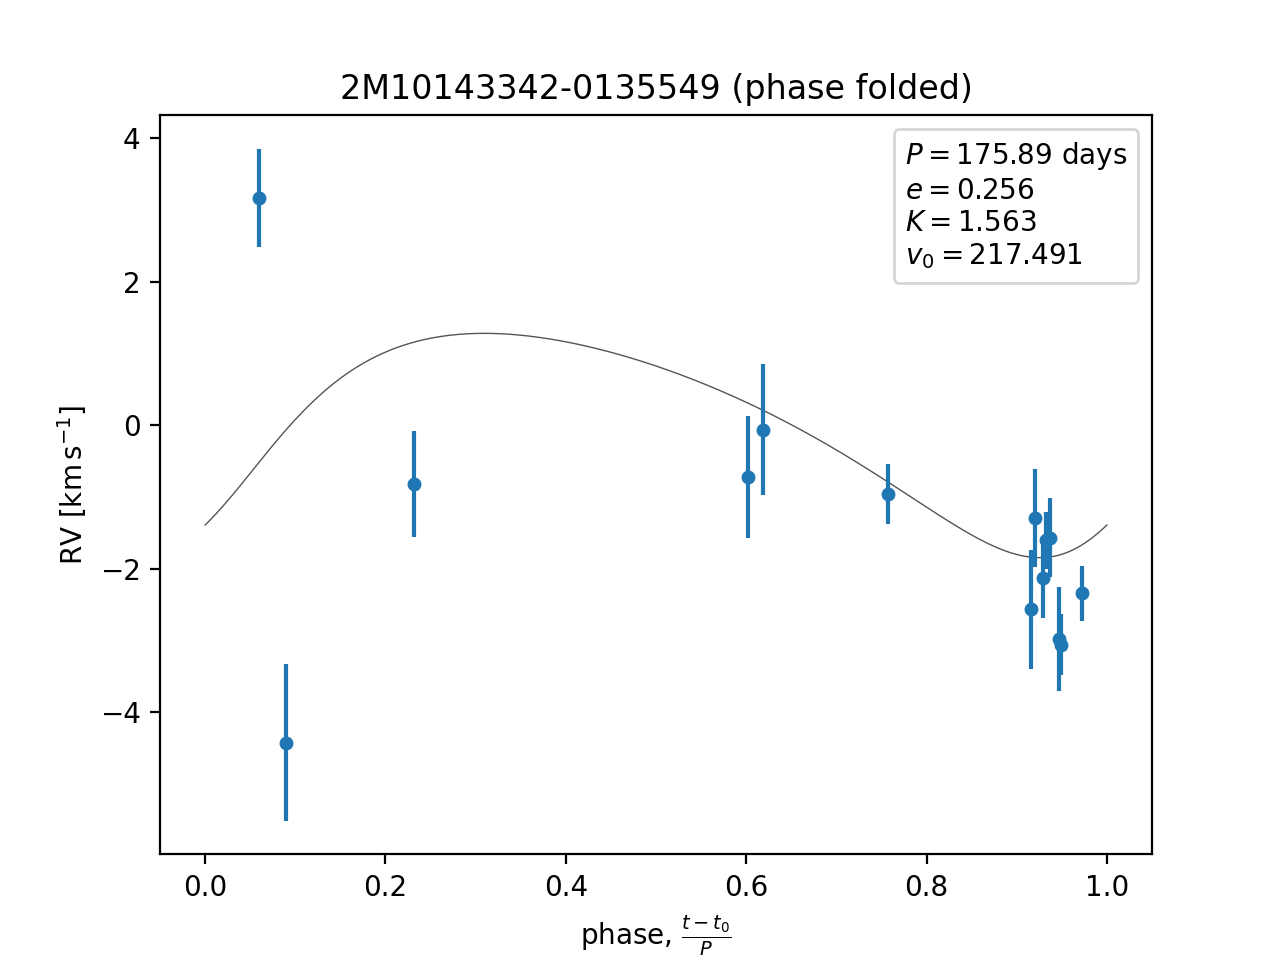 2M10143342-0135549 (phase folded)
P = 175.89 days
e = 0.256
K = 1.563
v₀ = 217.491
4
2
0
−2
−4
RV [km s⁻¹]
0.0 0.2 0.4 0.6 0.8 1.0
phase, (t − t₀)/P